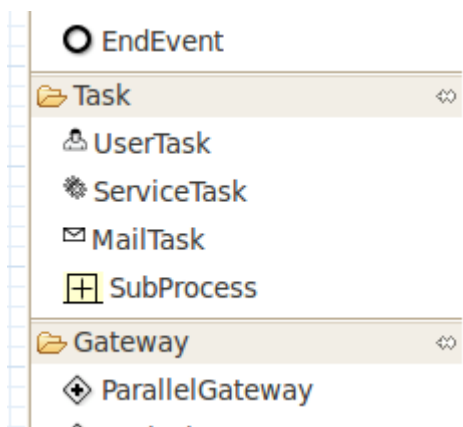 EndEvent
Task
UserTask
ServiceTask
MailTask
SubProcess
Gateway
ParallelGateway